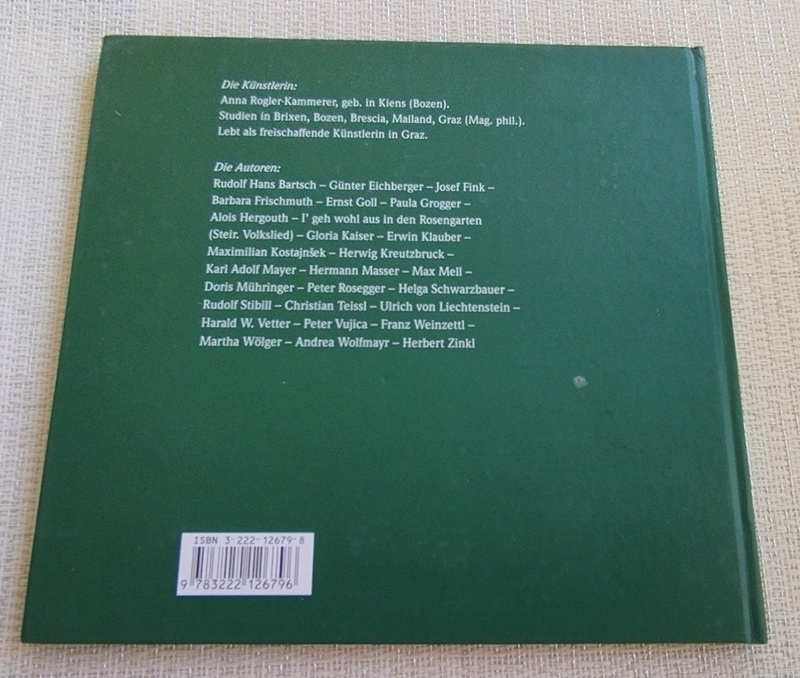 Die Künstlerin:
Anna Rogler-Kammerer, geb. in Kiens (Bozen).
Studien in Brixen, Bozen, Brescia, Mailand, Graz (Mag. phil.).
Lebt als freischaffende Künstlerin in Graz.
Die Autoren:
Rudolf Hans Bartsch – Günter Eichberger – Josef Fink –
Barbara Frischmuth – Ernst Goll – Paula Grogger –
Alois Hergouth – I' geh wohl aus in den Rosengarten
(Steir. Volkslied) – Gloria Kaiser – Erwin Klauber –
Maximilian Kostajnšek – Herwig Kreutzbruck –
Karl Adolf Mayer – Hermann Masser – Max Mell –
Doris Mühringer – Peter Rosegger – Helga Schwarzbauer –
Rudolf Stibill – Christian Teissl – Ulrich von Liechtenstein –
Harald W. Vetter – Peter Vujica – Franz Weinzettl –
Martha Wölger – Andrea Wolfmayr – Herbert Zinkl
ISBN 3-222-12679-8
9 783222 126796